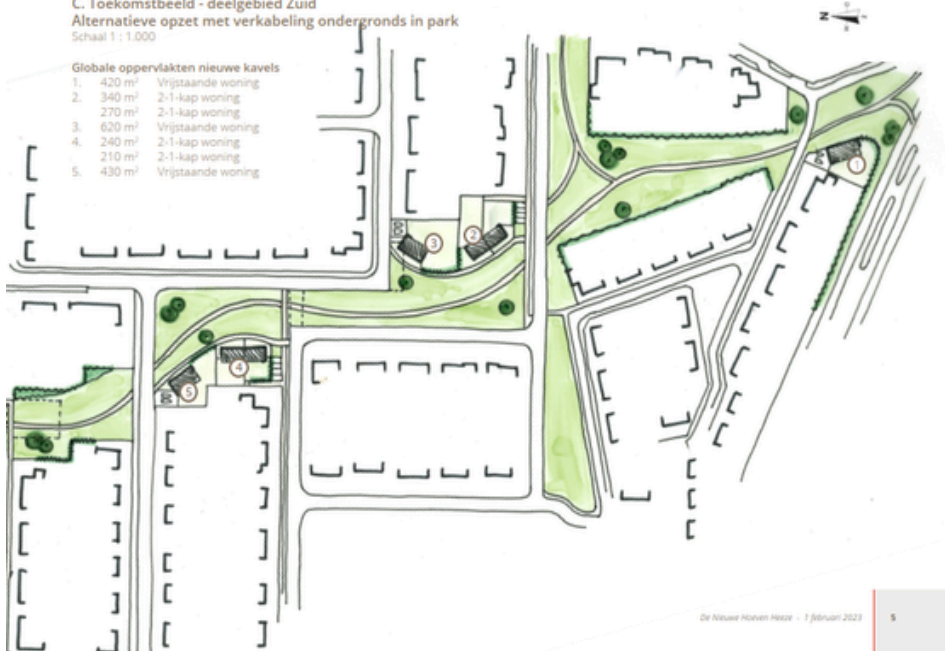 C. Toekomstbeeld - deelgebied Zuid
Alternatieve opzet met verkabeling ondergronds in park
Schaal 1 : 1.000
Globale oppervlakten nieuwe kavels
1. 420 m² Vrijstaande woning
2. 340 m² 2-1-kap woning
270 m² 2-1-kap woning
3. 620 m² Vrijstaande woning
4. 240 m² 2-1-kap woning
210 m² 2-1-kap woning
5. 430 m² Vrijstaande woning
N
1
2
3
4
5
De Nieuwe Hoeven Heeze - 1 februari 2023
5